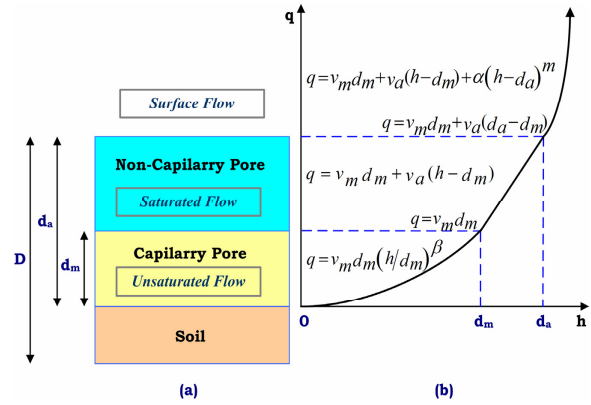 Surface Flow
Non-Capilarry Pore
Saturated Flow
Capilarry Pore
Unsaturated Flow
Soil
D
dₐ
dₘ
(a)
q
q=vₘdₘ+vₐ(h-dₘ)+α(h-dₐ)ᵐ
q=vₘdₘ+vₐ(dₐ-dₘ)
q=vₘdₘ+vₐ(h-dₘ)
q=vₘdₘ
q=vₘdₘ(h/dₘ)^β
0
dₘ
dₐ
h
(b)